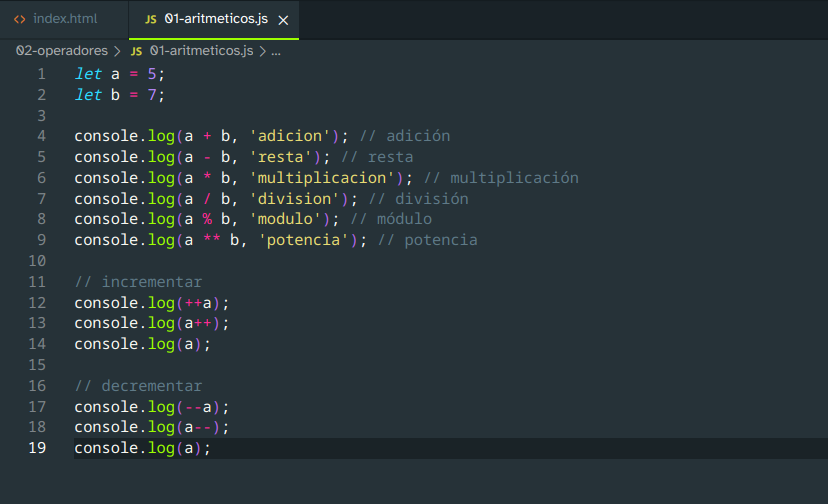 <> index.html JS 01-aritmeticos.js ×
02-operadores > JS 01-aritmeticos.js > ...
1 let a = 5;
2 let b = 7;
3
4 console.log(a + b, 'adicion'); // adición
5 console.log(a - b, 'resta'); // resta
6 console.log(a * b, 'multiplicacion'); // multiplicación
7 console.log(a / b, 'division'); // división
8 console.log(a % b, 'modulo'); // módulo
9 console.log(a ** b, 'potencia'); // potencia
10
11 // incrementar
12 console.log(++a);
13 console.log(a++);
14 console.log(a);
15
16 // decrementar
17 console.log(--a);
18 console.log(a--);
19 console.log(a);